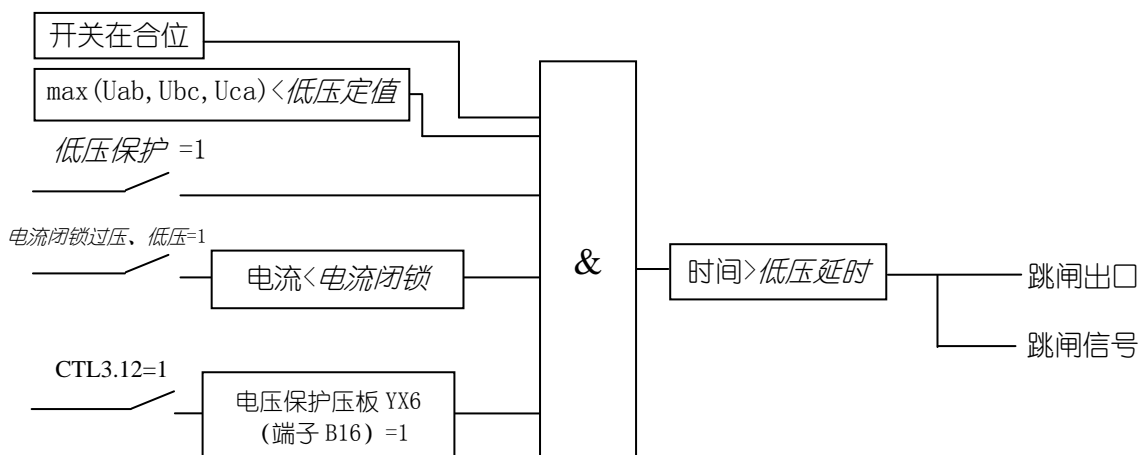 开关在合位
max(Uab,Ubc,Uca)<低压定值
低压保护 =1
电流闭锁过压、低压=1
电流<电流闭锁
&
时间>低压延时
跳闸出口
跳闸信号
CTL3.12=1
电压保护压板 YX6
(端子 B16) =1